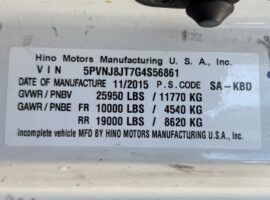 Hino Motors Manufacturing U. S. A., Inc.
V I N 5PVNJ8JT7G4S56861
DATE OF MANUFACTURE 11/2015 P.S.CODE SA-KBD
GVWR/PNBV 25950 LBS / 11770 KG
GAWR/PNBE FR 10000 LBS / 4540 KG
RR 19000 LBS / 8620 KG
incomplete vehicle MFD BY HINO MOTORS MANUFACTURING U.S.A., INC.